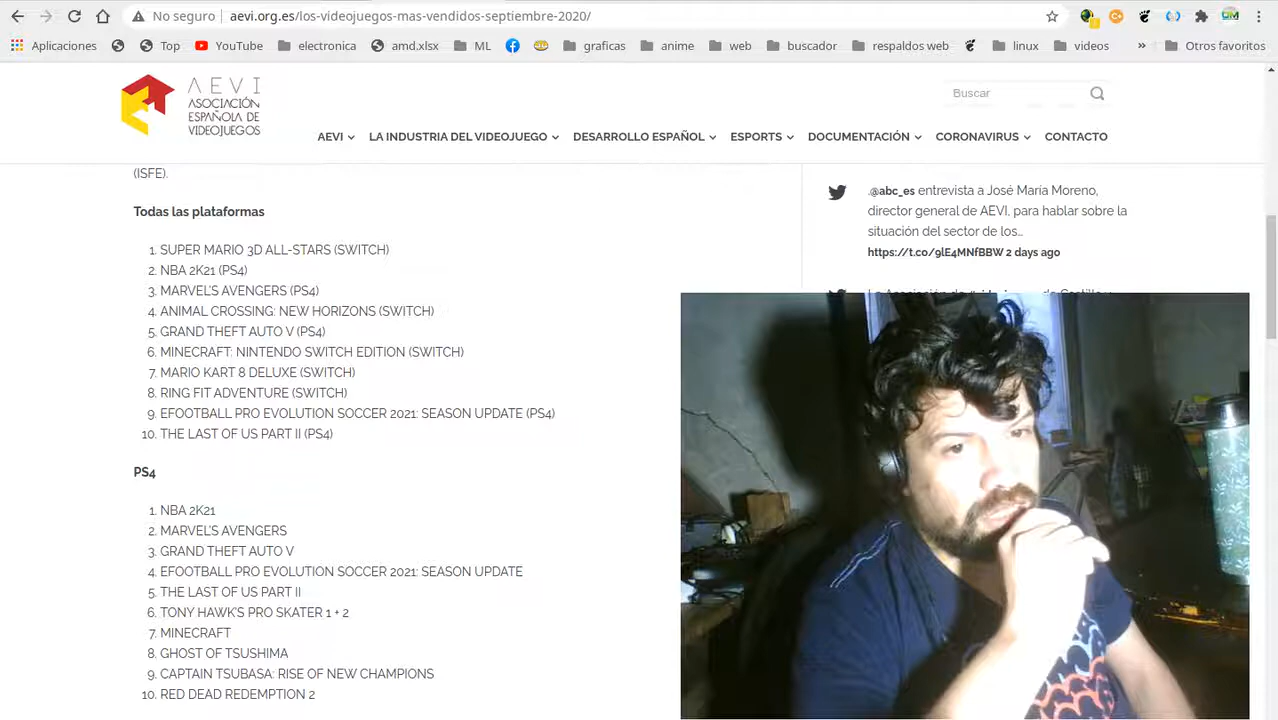 No seguro
aevi.org.es/los-videojuegos-mas-vendidos-septiembre-2020/
Aplicaciones
Top
YouTube
electronica
amd.xlsx
ML
graficas
anime
web
buscador
respaldos web
linux
videos
»
Otros favoritos
AEVI
ASOCIACIÓN
ESPAÑOLA DE
VIDEOJUEGOS
Buscar
AEVI
LA INDUSTRIA DEL VIDEOJUEGO
DESARROLLO ESPAÑOL
ESPORTS
DOCUMENTACIÓN
CORONAVIRUS
CONTACTO
(ISFE).
Todas las plataformas
1. SUPER MARIO 3D ALL-STARS (SWITCH)
2. NBA 2K21 (PS4)
3. MARVEL'S AVENGERS (PS4)
4. ANIMAL CROSSING: NEW HORIZONS (SWITCH)
5. GRAND THEFT AUTO V (PS4)
6. MINECRAFT: NINTENDO SWITCH EDITION (SWITCH)
7. MARIO KART 8 DELUXE (SWITCH)
8. RING FIT ADVENTURE (SWITCH)
9. EFOOTBALL PRO EVOLUTION SOCCER 2021: SEASON UPDATE (PS4)
10. THE LAST OF US PART II (PS4)
PS4
1. NBA 2K21
2. MARVEL'S AVENGERS
3. GRAND THEFT AUTO V
4. EFOOTBALL PRO EVOLUTION SOCCER 2021: SEASON UPDATE
5. THE LAST OF US PART II
6. TONY HAWK'S PRO SKATER 1 + 2
7. MINECRAFT
8. GHOST OF TSUSHIMA
9. CAPTAIN TSUBASA: RISE OF NEW CHAMPIONS
10. RED DEAD REDEMPTION 2
.@abc_es entrevista a José María Moreno,
director general de AEVI, para hablar sobre la
situación del sector de los…
https://t.co/9lE4MNfBBW 2 days ago